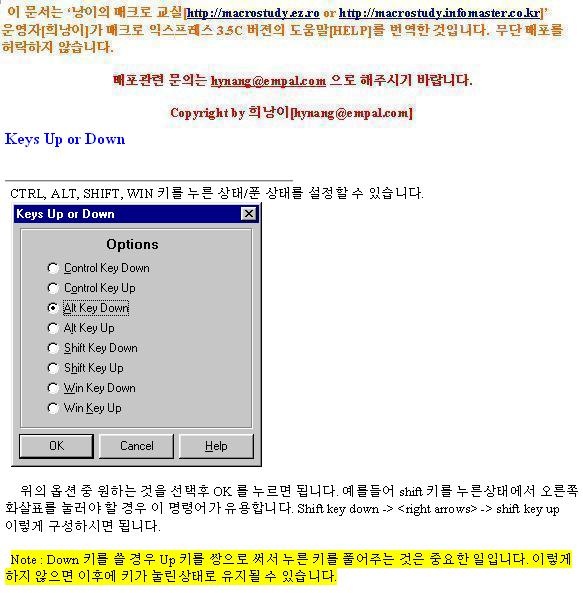 이 문서는 ‘낭이의 매크로 교실[http://macrostudy.ez.ro or http://macrostudy.infomaster.co.kr]’
운영자[희낭이]가 매크로 익스프레스 3.5C 버젼의 도움말[HELP]를 번역한 것입니다. 무단 배포를
허락하지 않습니다.
배포관련 문의는 hynang@empal.com 으로 해주시기 바랍니다.
Copyright by 희낭이[hynang@empal.com]
Keys Up or Down
CTRL, ALT, SHIFT, WIN 키를 누른 상태/푼 상태를 설정할 수 있습니다.
Keys Up or Down
Options
Control Key Down
Control Key Up
Alt Key Down
Alt Key Up
Shift Key Down
Shift Key Up
Win Key Down
Win Key Up
OK Cancel Help
위의 옵션 중 원하는 것을 선택후 OK 를 누르면 됩니다. 예를들어 shift 키를 누른상태에서 오른쪽
화살표를 눌러야 할 경우 이 명령어가 유용합니다. Shift key down -> <right arrows> -> shift key up
이렇게 구성하시면 됩니다.
Note : Down 키를 쓸 경우 Up 키를 쌍으로 써서 누른 키를 풀어주는 것은 중요한 일입니다. 이렇게
하지 않으면 이후에 키가 눌린상태로 유지될 수 있습니다.